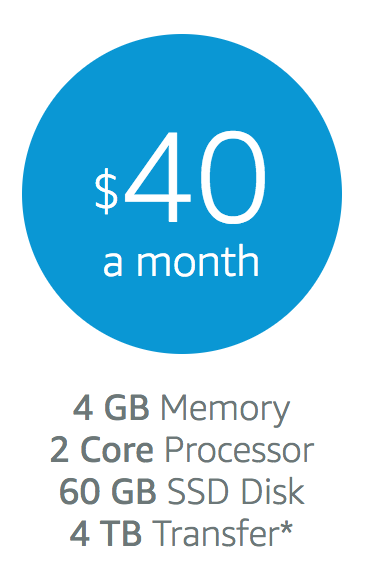 $40
a month
4 GB Memory
2 Core Processor
60 GB SSD Disk
4 TB Transfer*